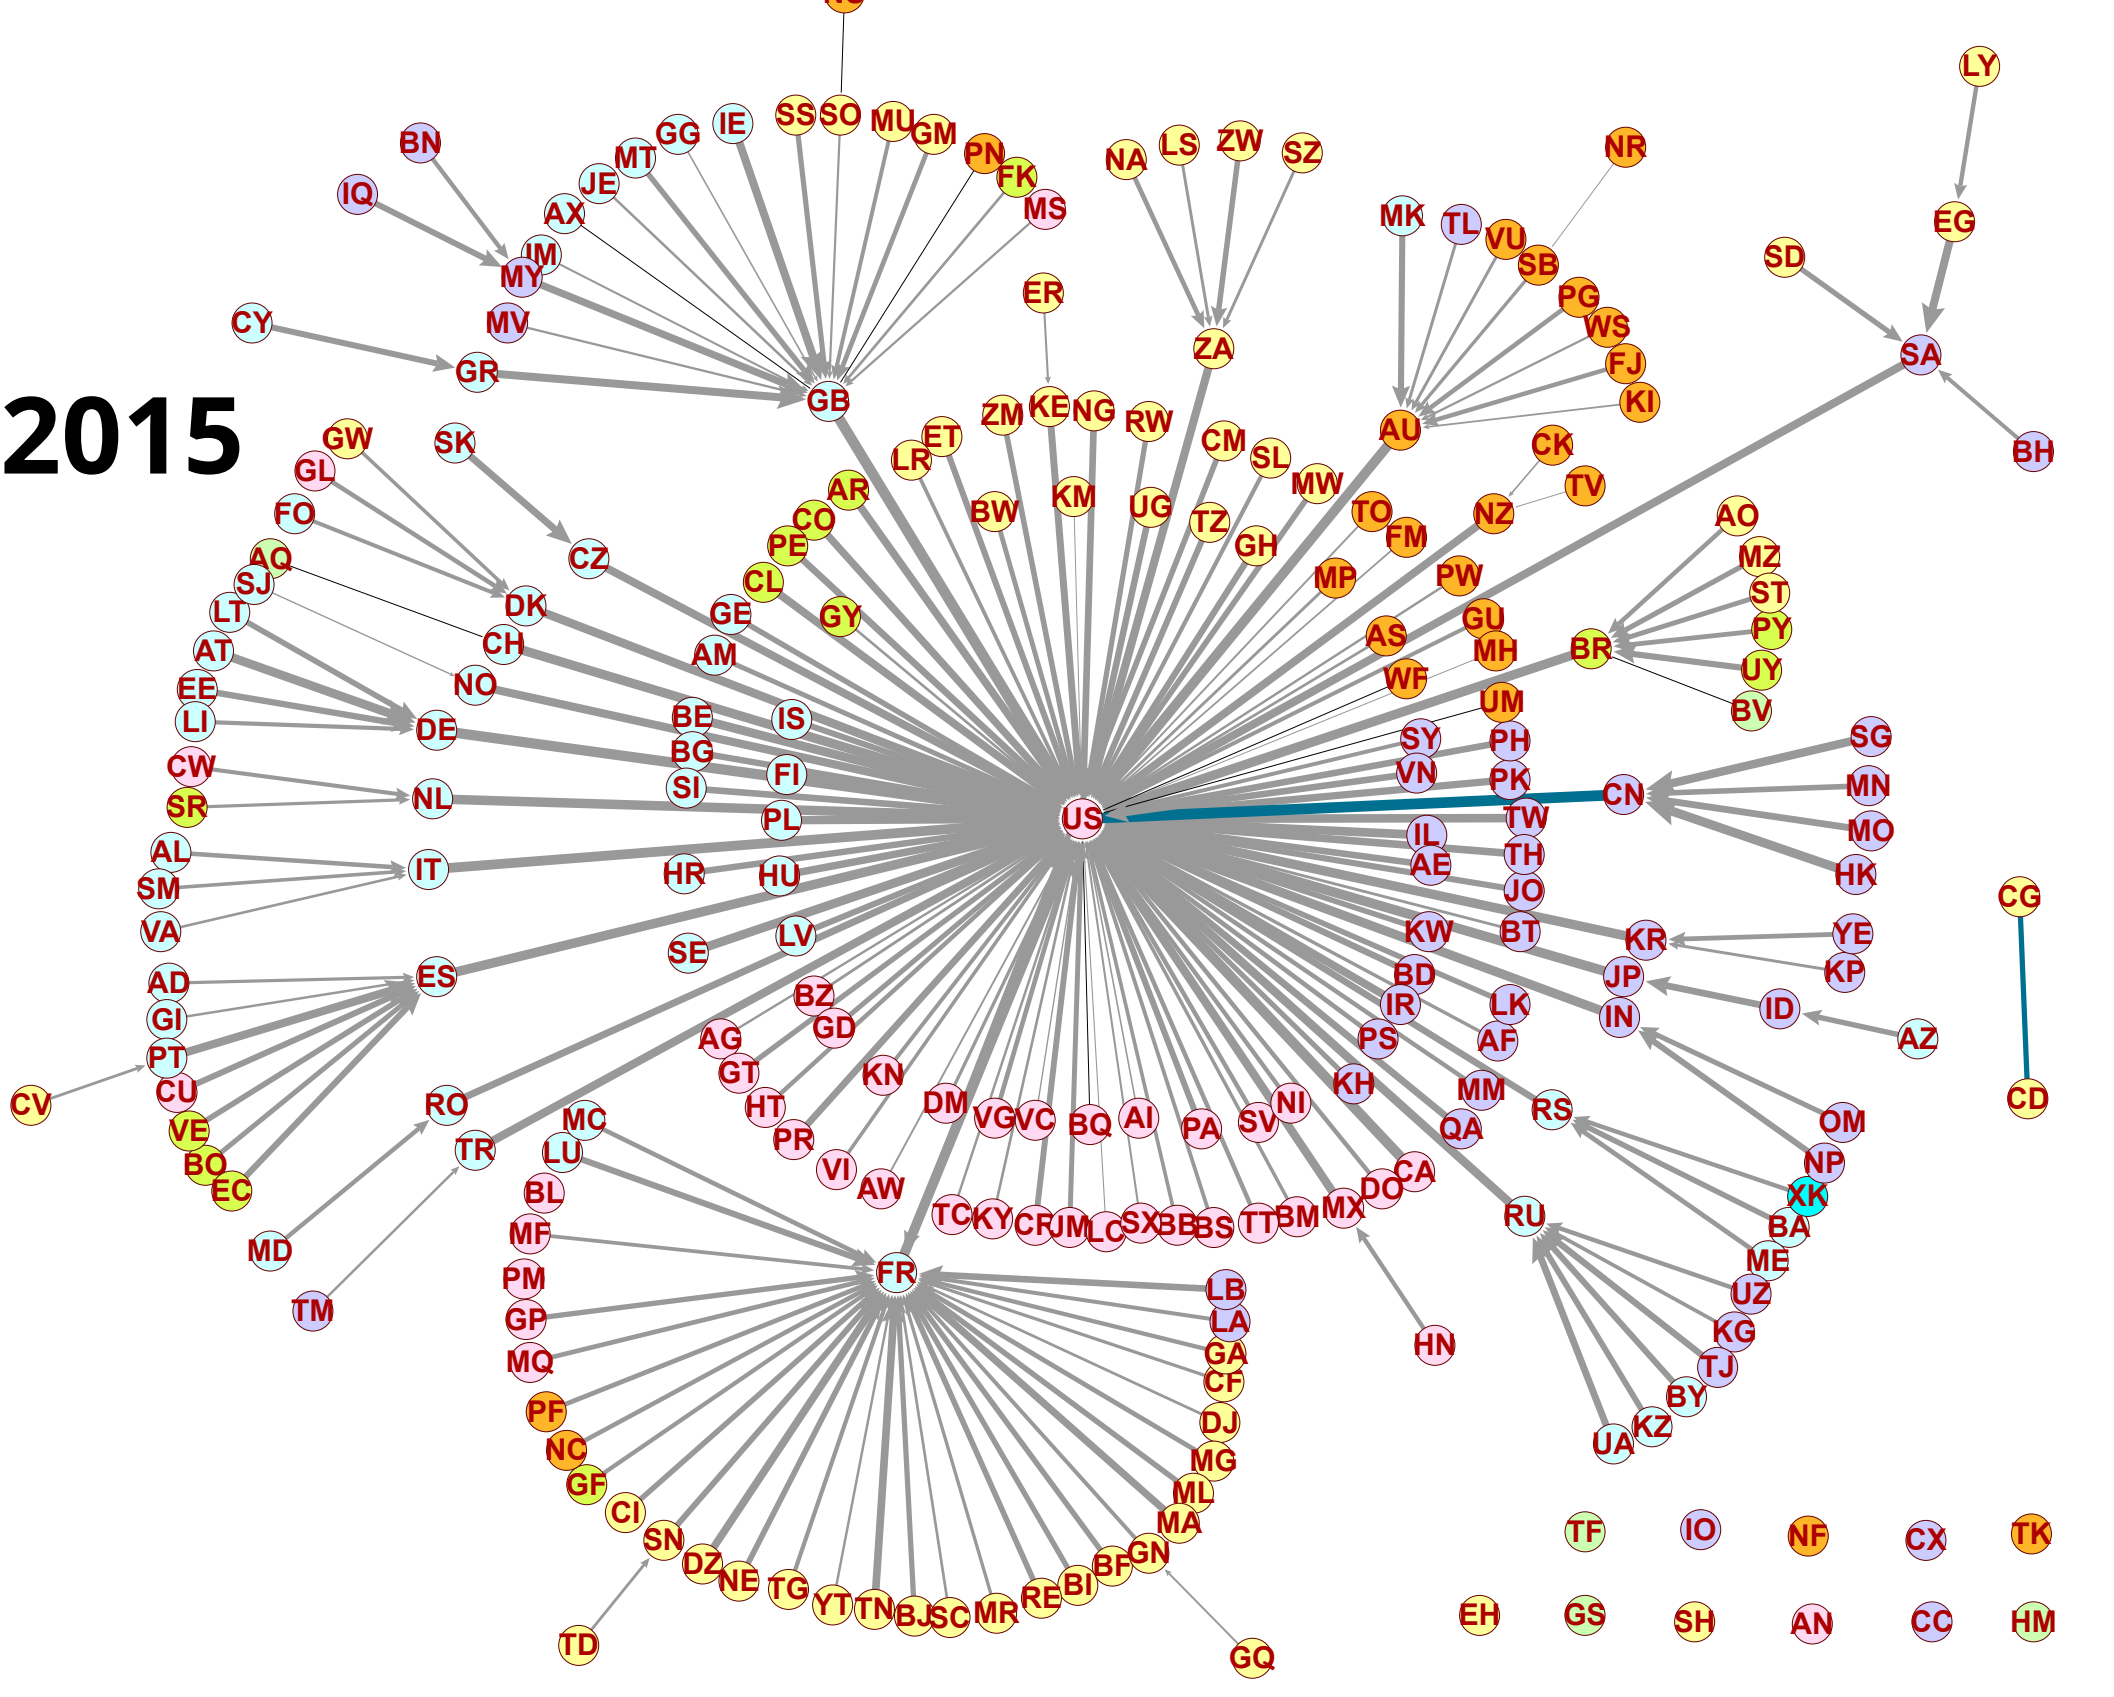 LY
SS
SO
MU
GM
IE
GG
MT
JE
AX
IM
BN
IQ
MY
MV
CY
GR
GB
PN
FK
MS
ER
NA
LS
ZW
SZ
ZA
MK
TL
VU
SB
NR
PG
WS
FJ
KI
AU
SD
EG
SA
BH
2015
GW
GL
FO
AQ
SJ
LT
AT
EE
LI
SK
CZ
DK
CH
NO
DE
CW
SR
NL
AL
SM
VA
IT
AR
CO
PE
CL
GY
GE
AM
LR
ET
ZM
KE
NG
RW
BW
KM
UG
CM
SL
MW
TZ
GH
TO
FM
MP
CK
TV
NZ
PW
AS
GU
MH
WF
UM
AO
MZ
ST
PY
UY
BV
BR
BE
BG
SI
IS
FI
PL
HR
HU
SE
LV
US
SY
PH
VN
PK
TW
IL
AE
TH
JO
KW
BT
BD
IR
LK
PS
AF
KH
MM
QA
CN
SG
MN
MO
HK
KR
JP
IN
YE
KP
ID
AZ
CG
CD
AD
GI
PT
CU
VE
BO
EC
ES
CV
RO
TR
MD
TM
BZ
GD
AG
GT
HT
PR
KN
VI
AW
DM
VG
VC
BQ
AI
PA
SV
NI
TC
KY
CR
JM
LC
SX
BB
BS
TT
BM
MX
DO
CA
HN
RS
RU
OM
NP
XK
BA
ME
UZ
KG
TJ
BY
KZ
UA
MC
LU
BL
MF
PM
GP
MQ
PF
NC
GF
CI
SN
DZ
NE
TG
YT
TN
BJ
SC
MR
RE
BI
BF
GN
MA
ML
MG
DJ
CF
GA
LA
LB
FR
TD
GQ
TF
IO
NF
CX
TK
EH
GS
SH
AN
CC
HM